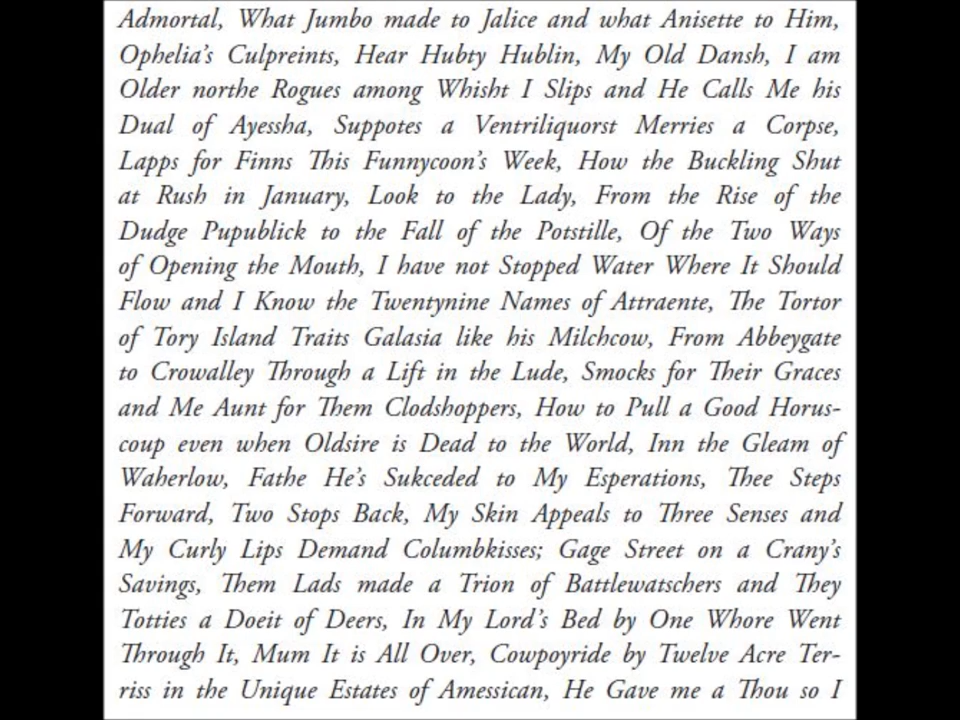 Admortal, What Jumbo made to Jalice and what Anisette to Him,
Ophelia's Culpreints, Hear Hubty Hublin, My Old Dansh, I am
Older northe Rogues among Whisht I Slips and He Calls Me his
Dual of Ayessha, Suppotes a Ventriliquorst Merries a Corpse,
Lapps for Finns This Funnycoon's Week, How the Buckling Shut
at Rush in January, Look to the Lady, From the Rise of the
Dudge Pupublick to the Fall of the Potstille, Of the Two Ways
of Opening the Mouth, I have not Stopped Water Where It Should
Flow and I Know the Twentynine Names of Attraente, The Tortor
of Tory Island Traits Galasia like his Milchcow, From Abbeygate
to Crowalley Through a Lift in the Lude, Smocks for Their Graces
and Me Aunt for Them Clodshoppers, How to Pull a Good Horus-
coup even when Oldsire is Dead to the World, Inn the Gleam of
Waherlow, Fathe He's Sukceded to My Esperations, Thee Steps
Forward, Two Stops Back, My Skin Appeals to Three Senses and
My Curly Lips Demand Columbkisses; Gage Street on a Crany's
Savings, Them Lads made a Trion of Battlewatschers and They
Totties a Doeit of Deers, In My Lord's Bed by One Whore Went
Through It, Mum It is All Over, Cowpoyride by Twelve Acre Ter-
riss in the Unique Estates of Amessican, He Gave me a Thou so I